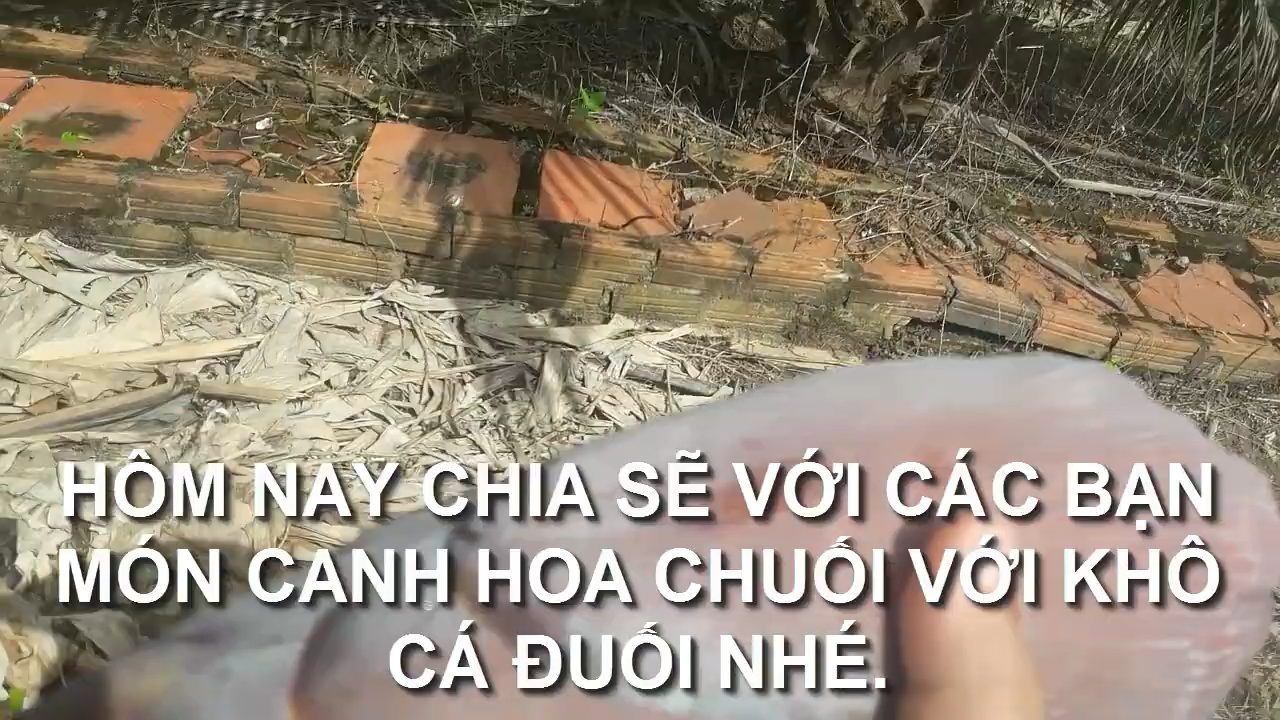 HÔM NAY CHIA SẼ VỚI CÁC BẠN
MÓN CANH HOA CHUỐI VỚI KHÔ
CÁ ĐUỐI NHÉ.